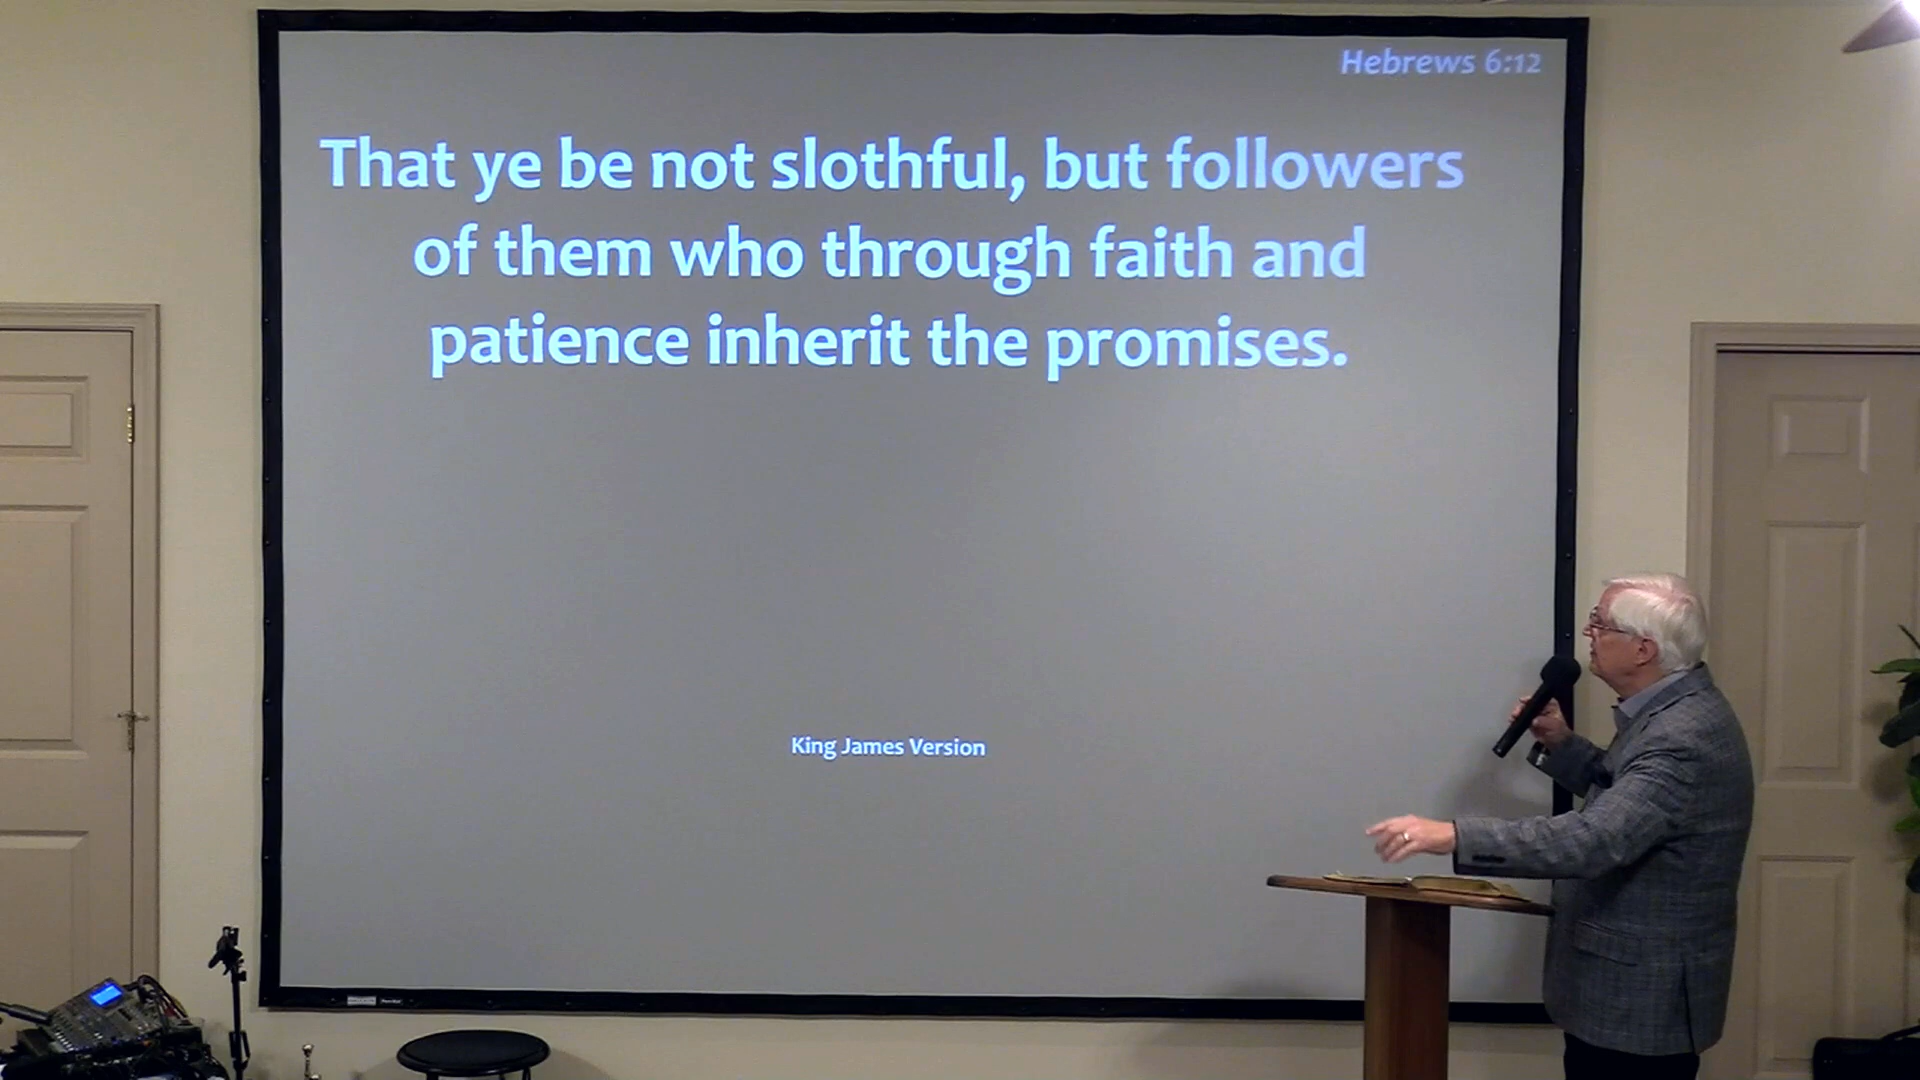 Hebrews 6:12
That ye be not slothful, but followers
of them who through faith and
patience inherit the promises.
King James Version